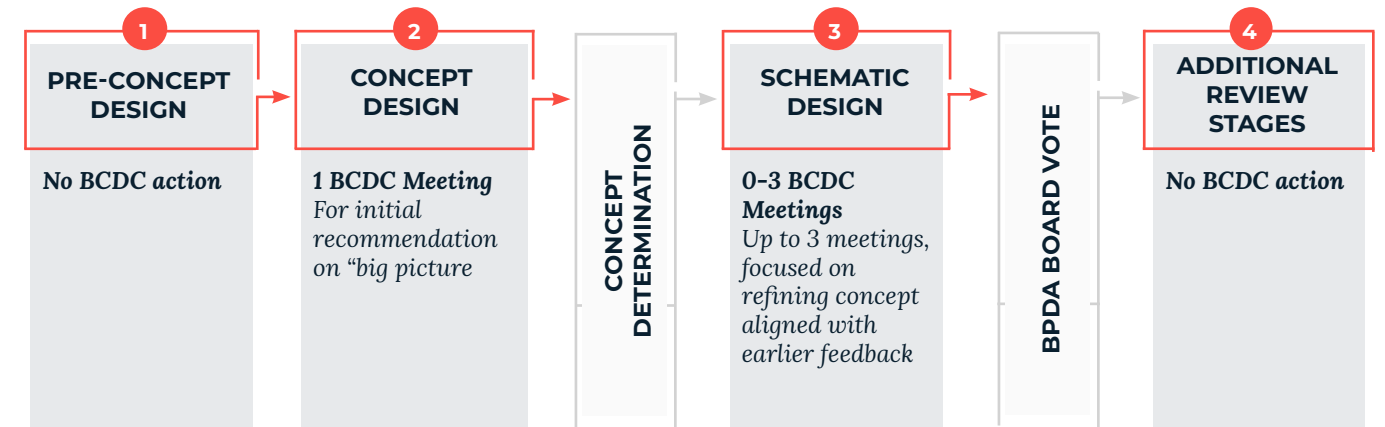 1
PRE-CONCEPT
DESIGN
No BCDC action
2
CONCEPT
DESIGN
1 BCDC Meeting
For initial
recommendation
on “big picture
CONCEPT
DETERMINATION
3
SCHEMATIC
DESIGN
0-3 BCDC
Meetings
Up to 3 meetings,
focused on
refining concept
aligned with
earlier feedback
BPDA BOARD VOTE
4
ADDITIONAL
REVIEW
STAGES
No BCDC action